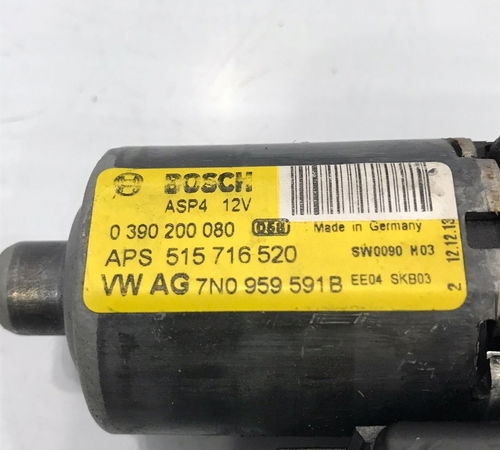 BOSCH
ASP4 12V
0 390 200 080 058 Made in Germany
APS 515 716 520 SW0090 H03
VW AG 7N0 959 591B EE04 SKB03
2 12.12.13